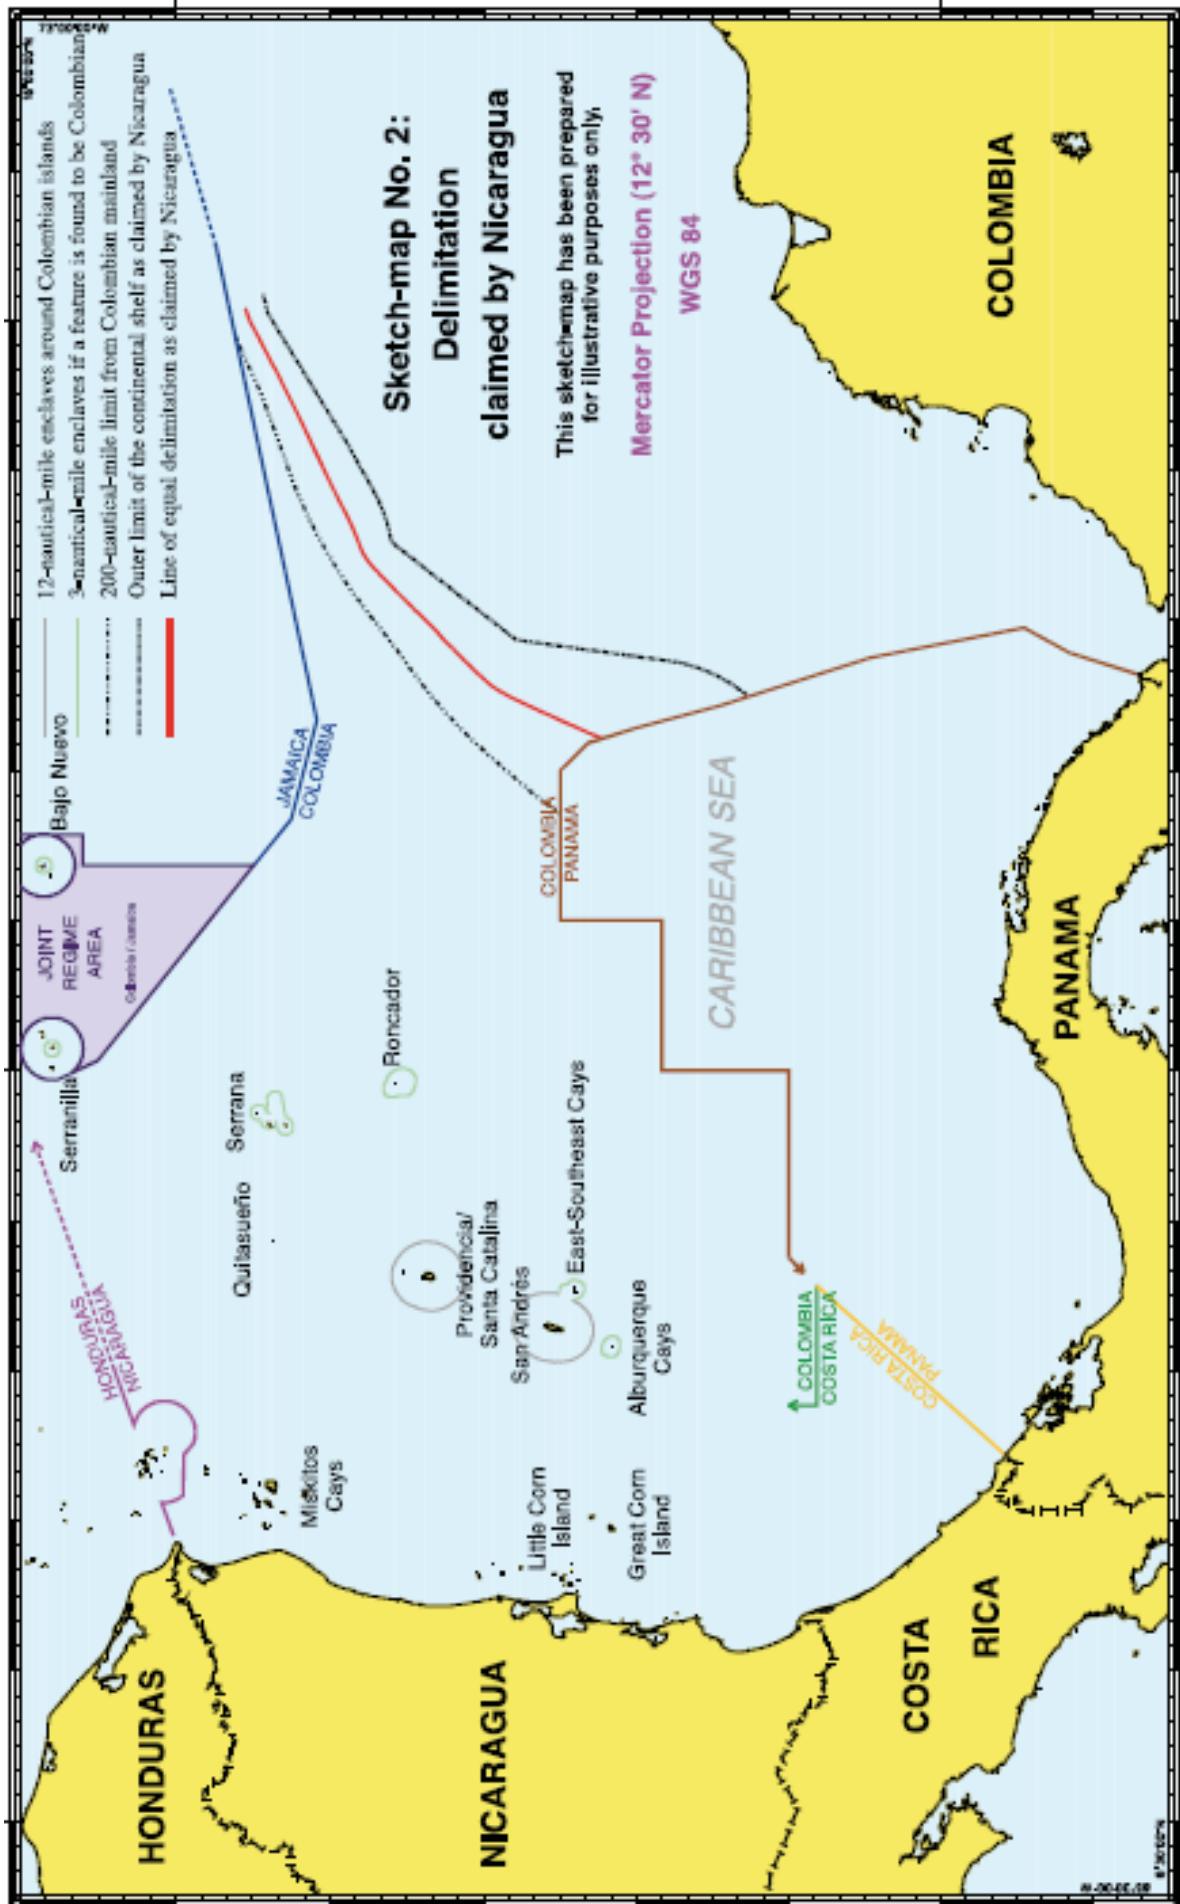 12-nautical-mile enclaves around Colombian islands
3-nautical-mile enclaves if a feature is found to be Colombian
200-nautical-mile limit from Colombian mainland
Outer limit of the continental shelf as claimed by Nicaragua
Line of equal delimitation as claimed by Nicaragua
Sketch-map No. 2:
Delimitation
claimed by Nicaragua
This sketch-map has been prepared
for illustrative purposes only.
Mercator Projection (12° 30' N)
WGS 84
JOINT
REGIME
AREA
Colombia / Jamaica
Bajo Nuevo
Serranilla
HONDURAS
NICARAGUA
JAMAICA
COLOMBIA
Quitasueño
Serrana
Roncador
Miskitos
Cays
Providencia/
Santa Catalina
San Andrés
East-Southeast Cays
COLOMBIA
PANAMA
Little Corn
Island
Great Corn
Island
Alburquerque
Cays
CARIBBEAN SEA
COLOMBIA
COSTA RICA
COSTA RICA
PANAMA
HONDURAS
NICARAGUA
COSTA
RICA
PANAMA
COLOMBIA